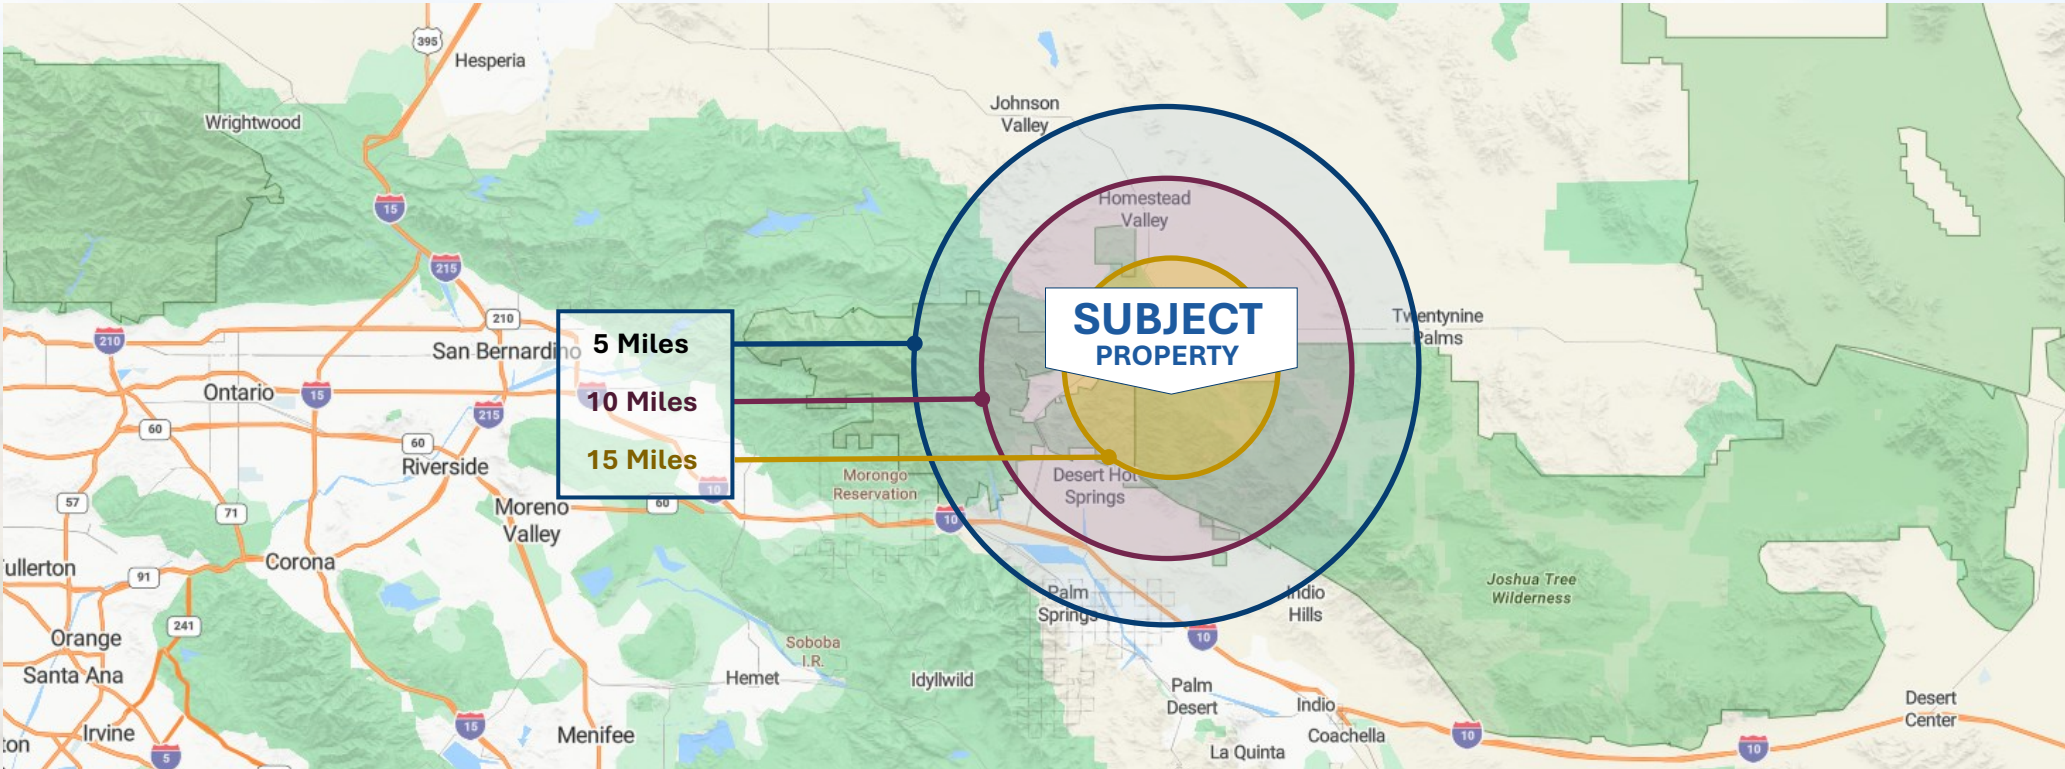 395
Hesperia
Wrightwood
Johnson
Valley
15
Homestead
Valley
215
210
210
San Bernardino
5 Miles
SUBJECT
PROPERTY
Twentynine
Palms
Ontario
15
10 Miles
215
60
60
Riverside
15 Miles
Morongo
Reservation
Desert Hot
Springs
10
57
71
Moreno
Valley
60
10
ullerton
91
Corona
Joshua Tree
Wilderness
Palm
Springs
Indio
Hills
241
Orange
10
Soboba
I.R.
Santa Ana
Hemet
Idyllwild
Palm
Desert
Indio
Desert
Center
Irvine
15
Menifee
Coachella
10
10
ton
5
La Quinta